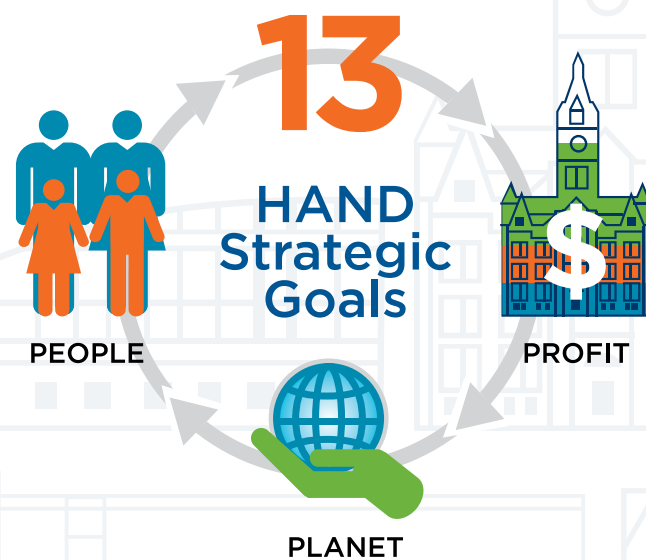 13
HAND
Strategic
Goals
$
PEOPLE
PROFIT
PLANET